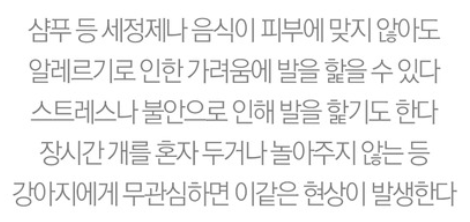 샴푸 등 세정제나 음식이 피부에 맞지 않아도
알레르기로 인한 가려움에 발을 핥을 수 있다
스트레스나 불안으로 인해 발을 핥기도 한다
장시간 개를 혼자 두거나 놀아주지 않는 등
강아지에게 무관심하면 이같은 현상이 발생한다